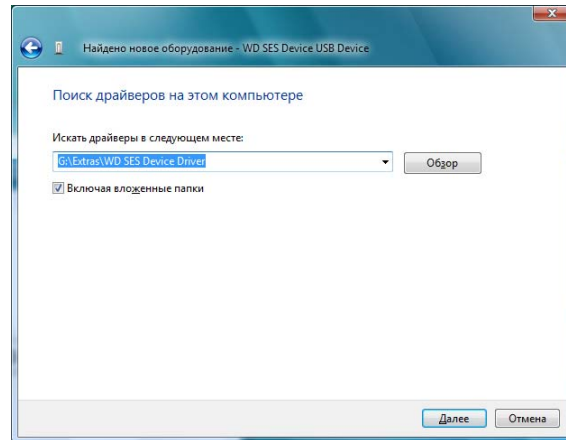 Найдено новое оборудование - WD SES Device USB Device
Поиск драйверов на этом компьютере
Искать драйверы в следующем месте:
G:\Extras\WD SES Device Driver
Обзор
Включая вложенные папки
Далее
Отмена